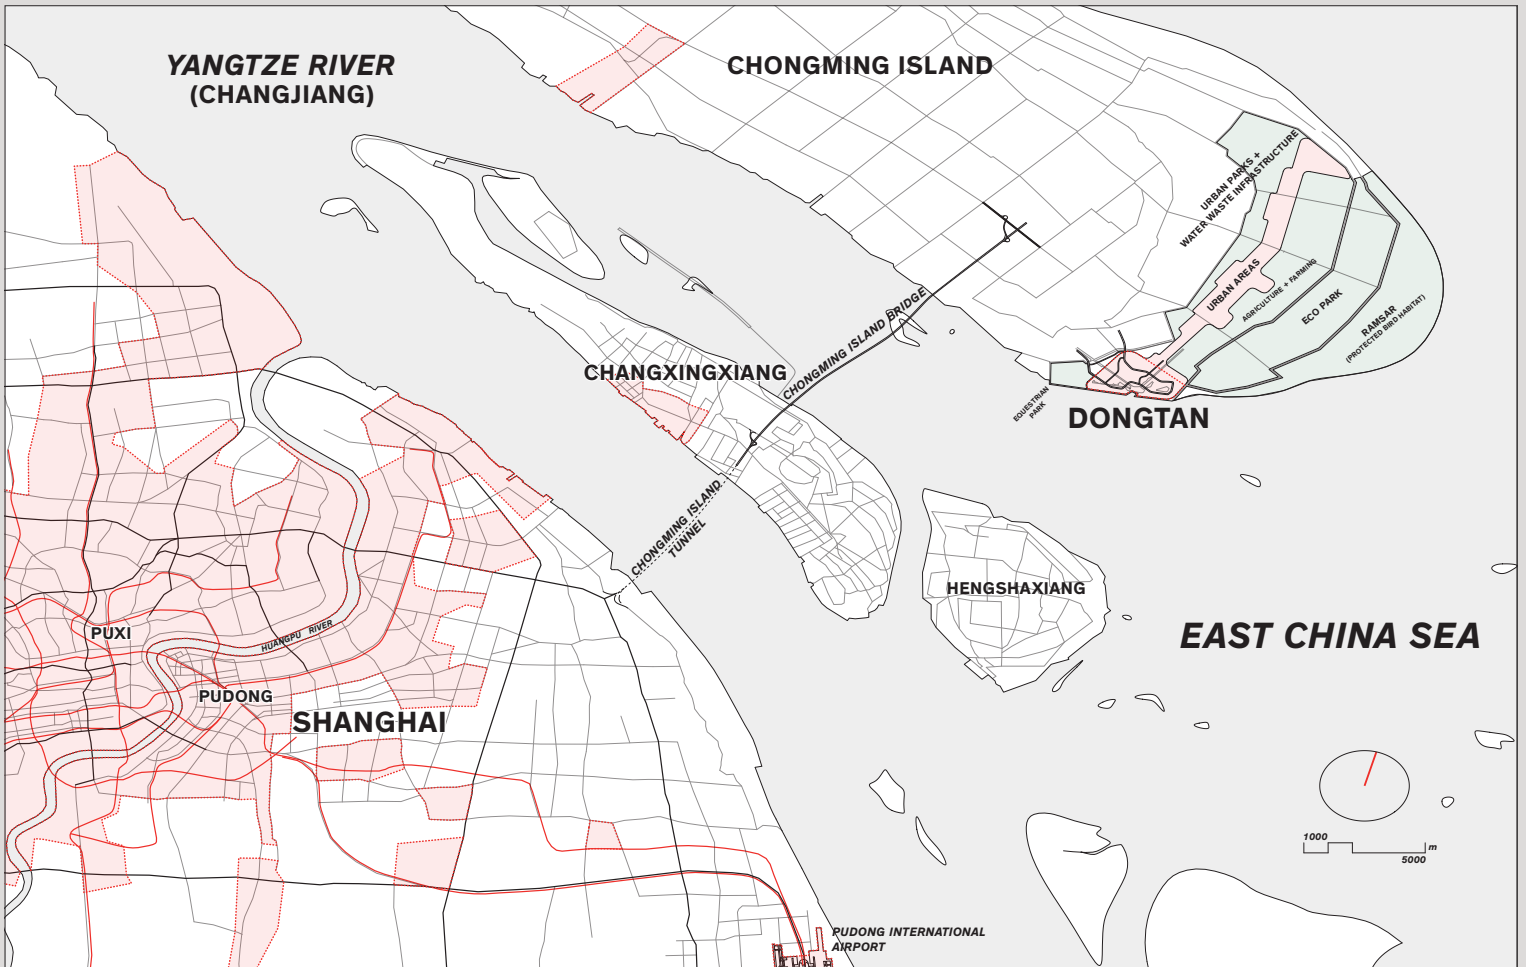 YANGTZE RIVER
(CHANGJIANG)
CHONGMING ISLAND
URBAN PARKS +
WATER WASTE INFRASTRUCTURE
URBAN AREAS
AGRICULTURE + FARMING
ECO PARK
RAMSAR
(PROTECTED BIRD HABITAT)
CHONGMING ISLAND BRIDGE
CHANGXINGXIANG
EQUESTRIAN
PARK
DONGTAN
CHONGMING ISLAND
TUNNEL
HENGSHAXIANG
EAST CHINA SEA
PUXI
HUANGPU RIVER
PUDONG
SHANGHAI
1000
m
5000
PUDONG INTERNATIONAL
AIRPORT